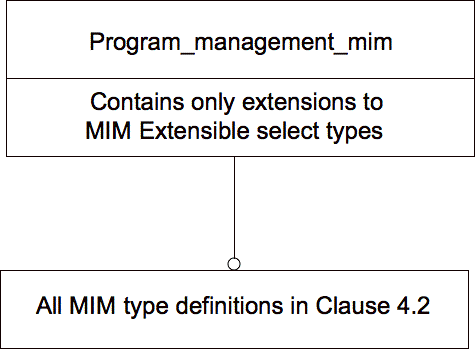 Program_management_mim
Contains only extensions to
MIM Extensible select types
All MIM type definitions in Clause 4.2